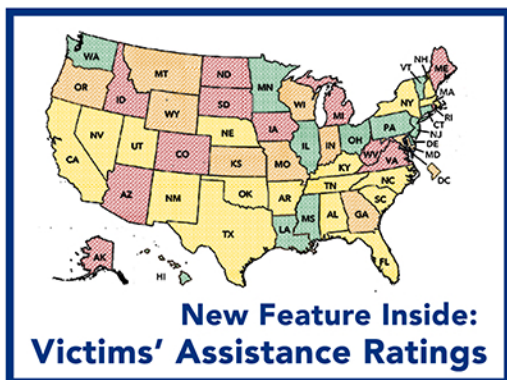 WA
MT
ND
MN
OR
ID
SD
WI
MI
WY
IA
NE
NV
UT
CO
KS
MO
IL
IN
OH
PA
NY
VT
NH
ME
MA
RI
CT
NJ
DE
MD
DC
WV
VA
KY
CA
AZ
NM
OK
AR
TN
NC
SC
TX
LA
MS
AL
GA
FL
AK
HI
New Feature Inside:
Victims' Assistance Ratings